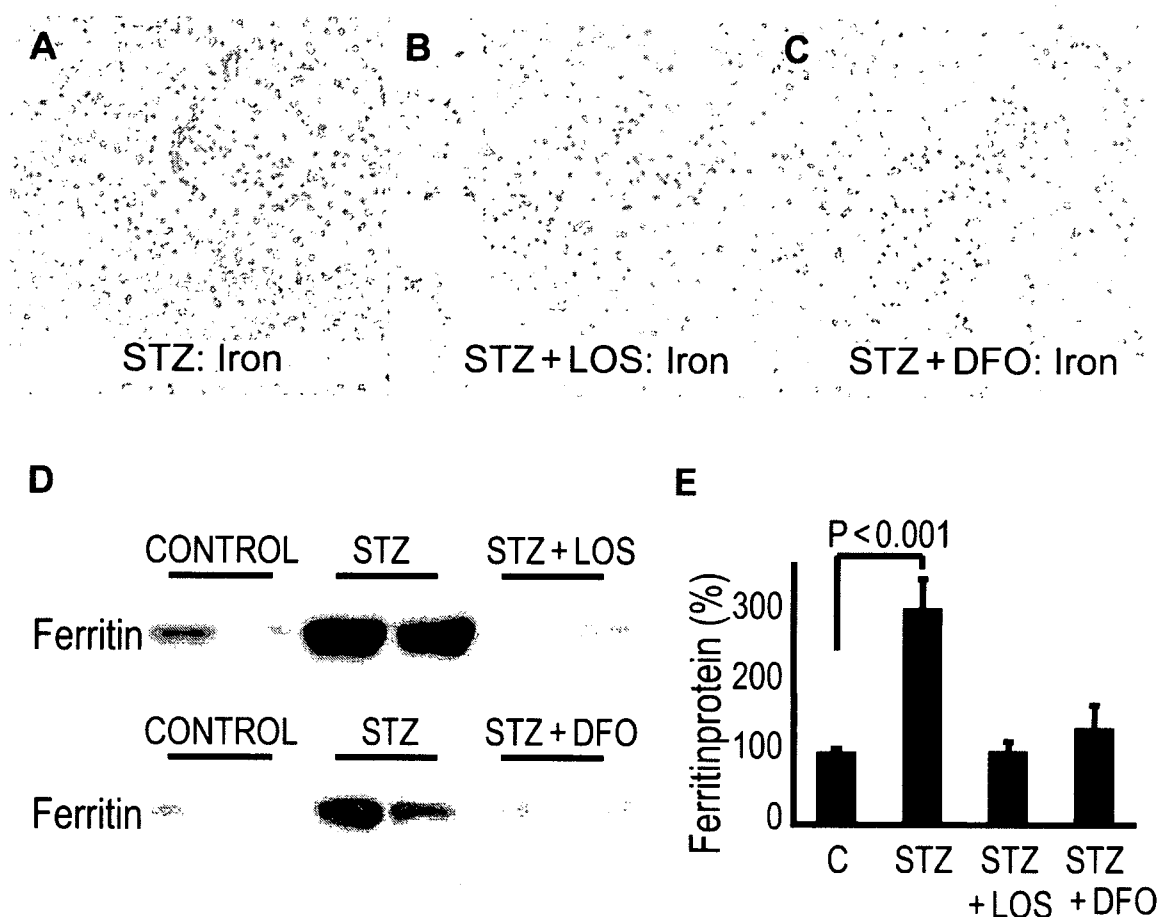 A
B
C
STZ: Iron
STZ+LOS: Iron
STZ+DFO: Iron
D
CONTROL
STZ
STZ+LOS
Ferritin
CONTROL
STZ
STZ+DFO
Ferritin
E
P<0.001
Ferritinprotein (%)
300
200
100
0
C
STZ
STZ
+LOS
STZ
+DFO